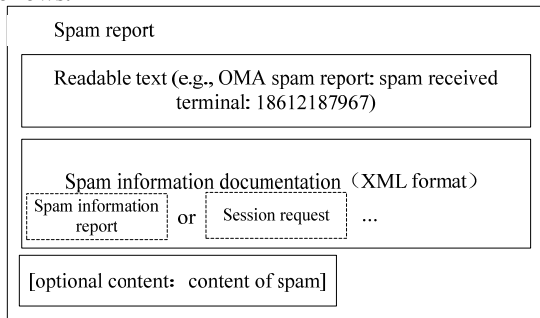 Spam report
Readable text (e.g., OMA spam report: spam received
terminal: 18612187967)
Spam information documentation（XML format）
Spam information
report
or
Session request
...
[optional content：content of spam]